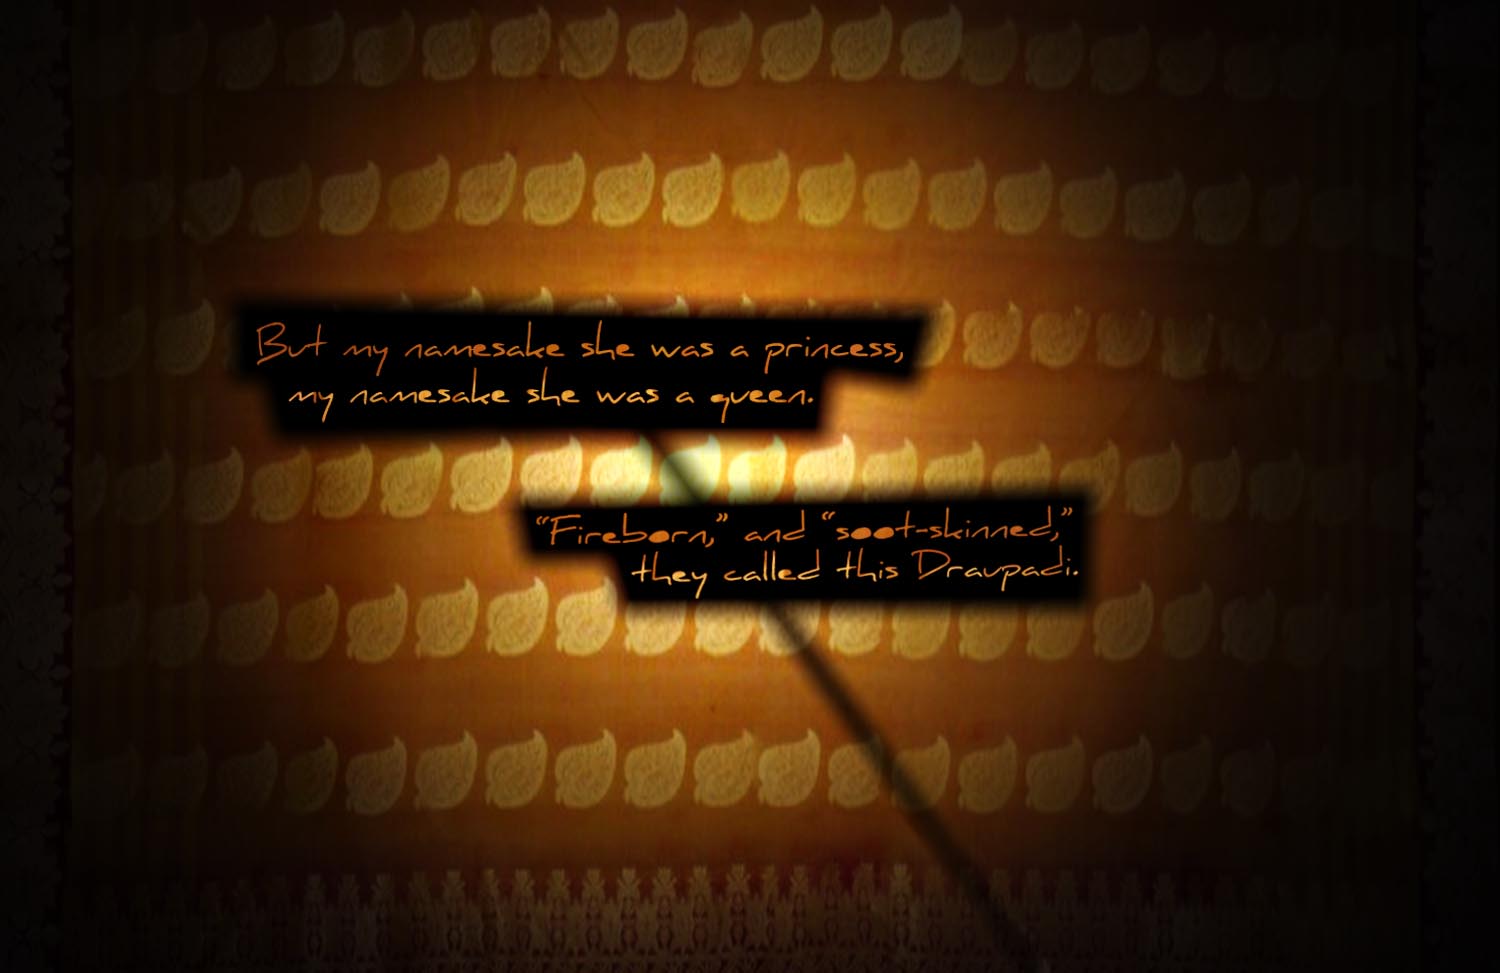 But my namesake she was a princess,
my namesake she was a queen.
“Fireborn,” and “soot-skinned,”
they called this Draupadi.